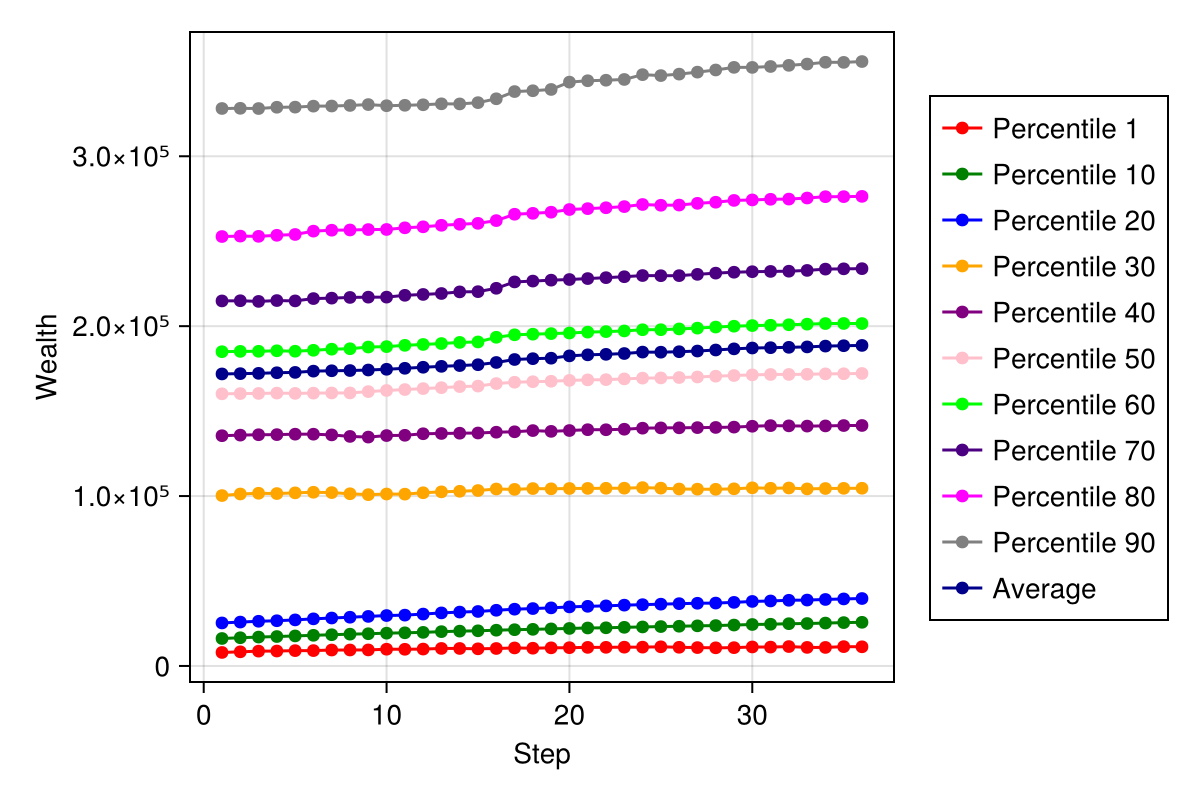 3.0×10⁵
2.0×10⁵
1.0×10⁵
0
Wealth
0 10 20 30
Step
Percentile 1
Percentile 10
Percentile 20
Percentile 30
Percentile 40
Percentile 50
Percentile 60
Percentile 70
Percentile 80
Percentile 90
Average